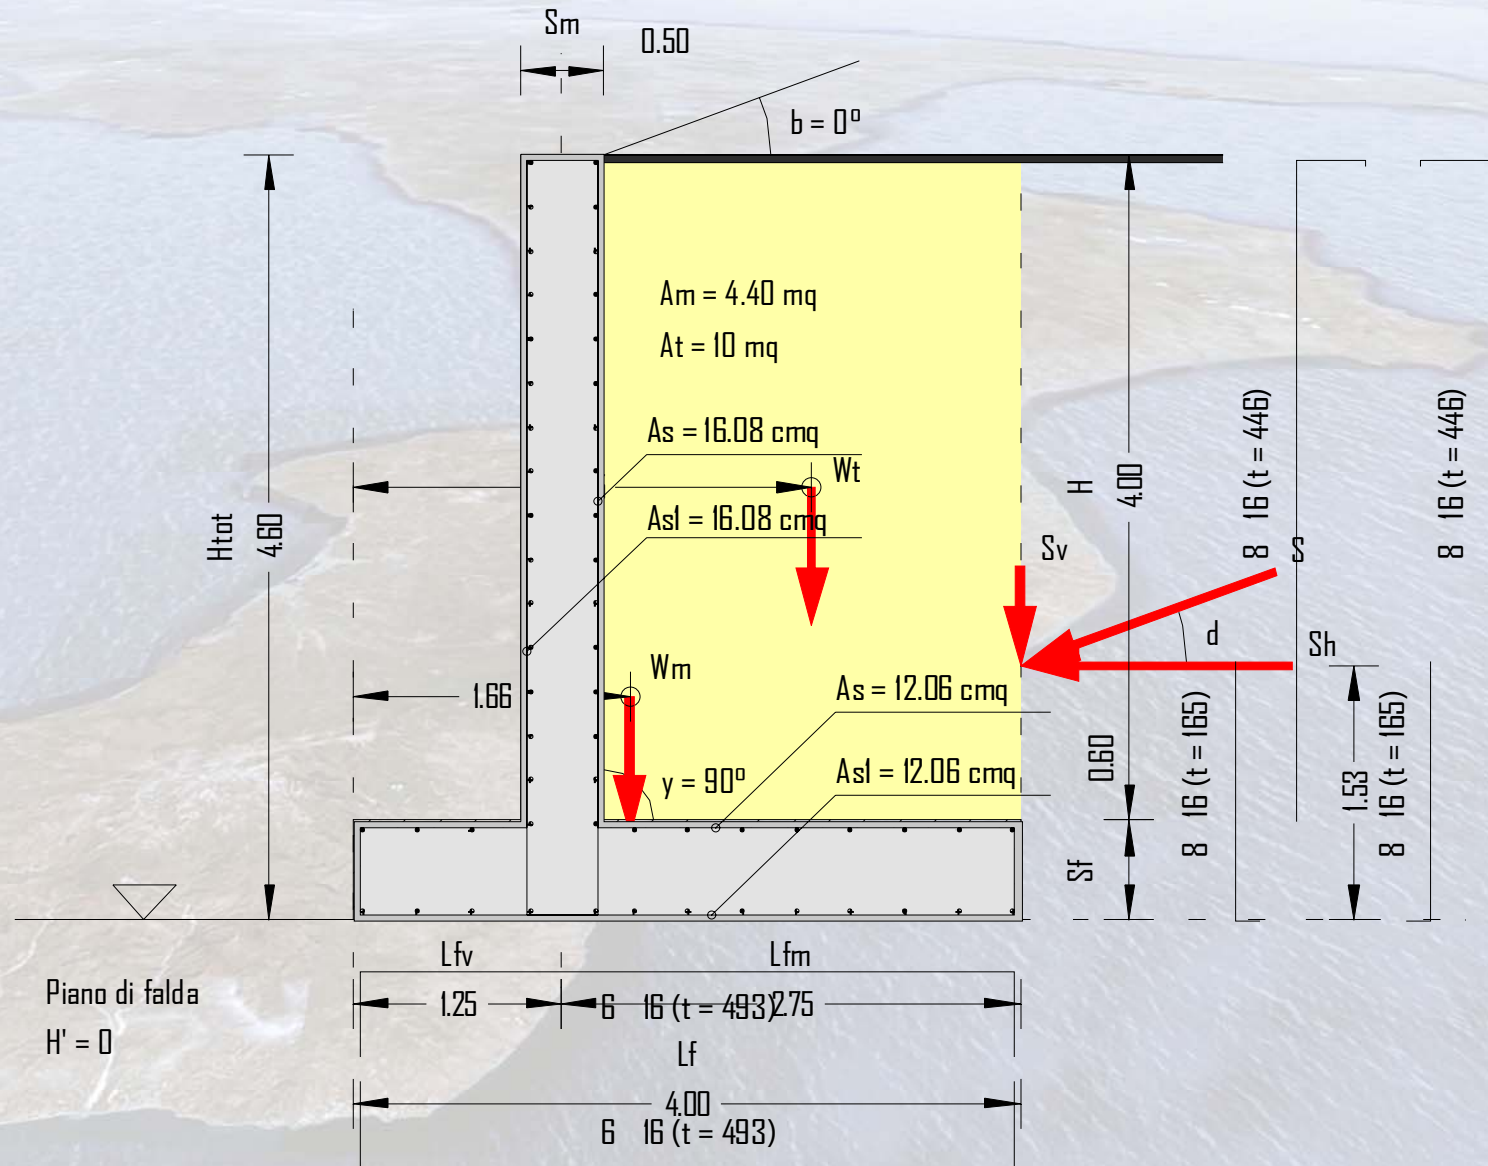 Sm
0.50
b = 0°
Am = 4.40 mq
At = 10 mq
As = 16.08 cmq
Wt
As1 = 16.08 cmq
Htot
4.60
H
4.00
8 16 (t = 446)
8 16 (t = 446)
Sv
S
d
Sh
Wm
1.66
As = 12.06 cmq
y = 90°
As1 = 12.06 cmq
0.60
Sf
8 16 (t = 165)
1.53
8 16 (t = 165)
Lfv
Lfm
Piano di falda
1.25
6 16 (t = 493)
2.75
H' = 0
Lf
4.00
6 16 (t = 493)